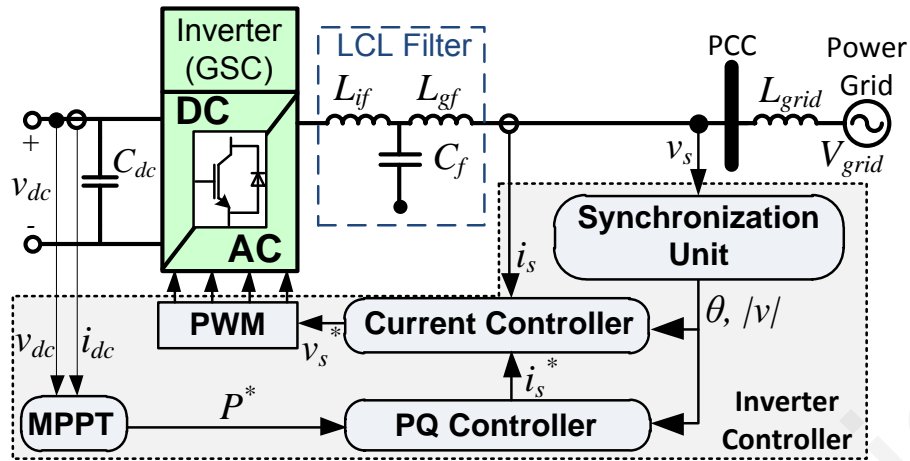 Inverter
(GSC)
LCL Filter
PCC
Power
Grid
L_if
L_gf
L_grid
DC
+
C_dc
C_f
v_s
V_grid
v_dc
-
AC
Synchronization
Unit
i_s
θ, |v|
PWM
v_s^*
Current Controller
v_dc
i_dc
i_s^*
MPPT
P^*
PQ Controller
Inverter
Controller